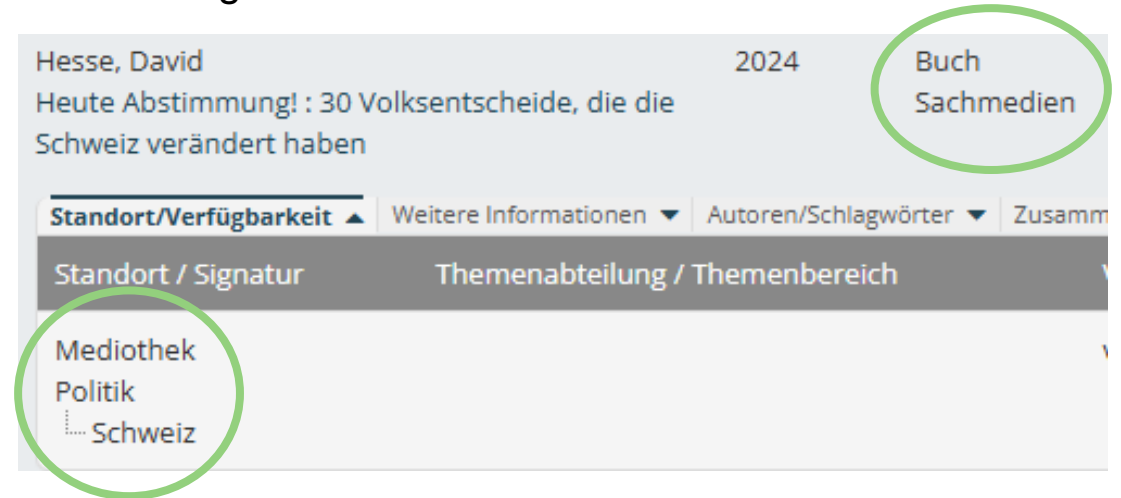 Hesse, David 2024 Buch
Heute Abstimmung! : 30 Volksentscheide, die die Sachmedien
Schweiz verändert haben
Standort/Verfügbarkeit ▲ Weitere Informationen ▼ Autoren/Schlagwörter ▼ Zusamm
Standort / Signatur Themenabteilung / Themenbereich
Mediothek
Politik
Schweiz